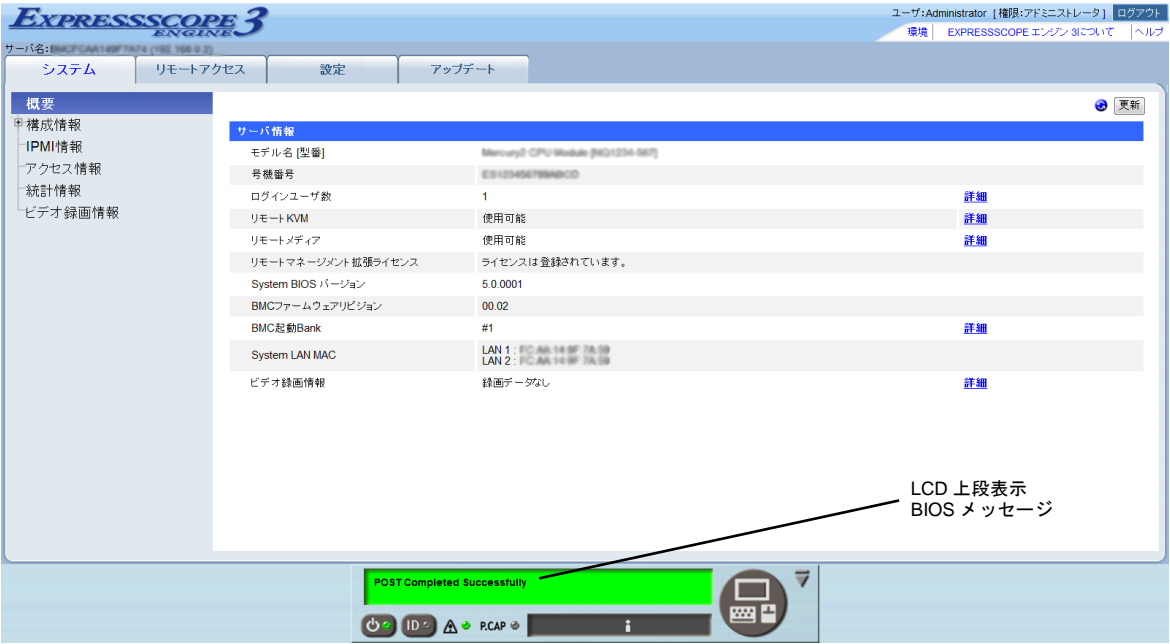 EXPRESSSCOPE 3
ENGINE
ユーザ:Administrator [ 権限:アドミニストレータ ] ログアウト
環境 EXPRESSSCOPE エンジン 3について ヘルプ
サーバ名:
システム リモートアクセス 設定 アップデート
概要
構成情報
IPMI情報
アクセス情報
統計情報
ビデオ録画情報
更新
サーバ情報
モデル名 [型番]
号機番号
ログインユーザ数 1 詳細
リモートKVM 使用可能 詳細
リモートメディア 使用可能 詳細
リモートマネージメント拡張ライセンス ライセンスは登録されています。
System BIOS バージョン 5.0.0001
BMCファームウェアリビジョン 00.02
BMC起動Bank #1 詳細
System LAN MAC LAN 1 :
LAN 2 :
ビデオ録画情報 録画データなし 詳細
LCD 上段表示
BIOS メッセージ
POST Completed Successfully
ID P.CAP i